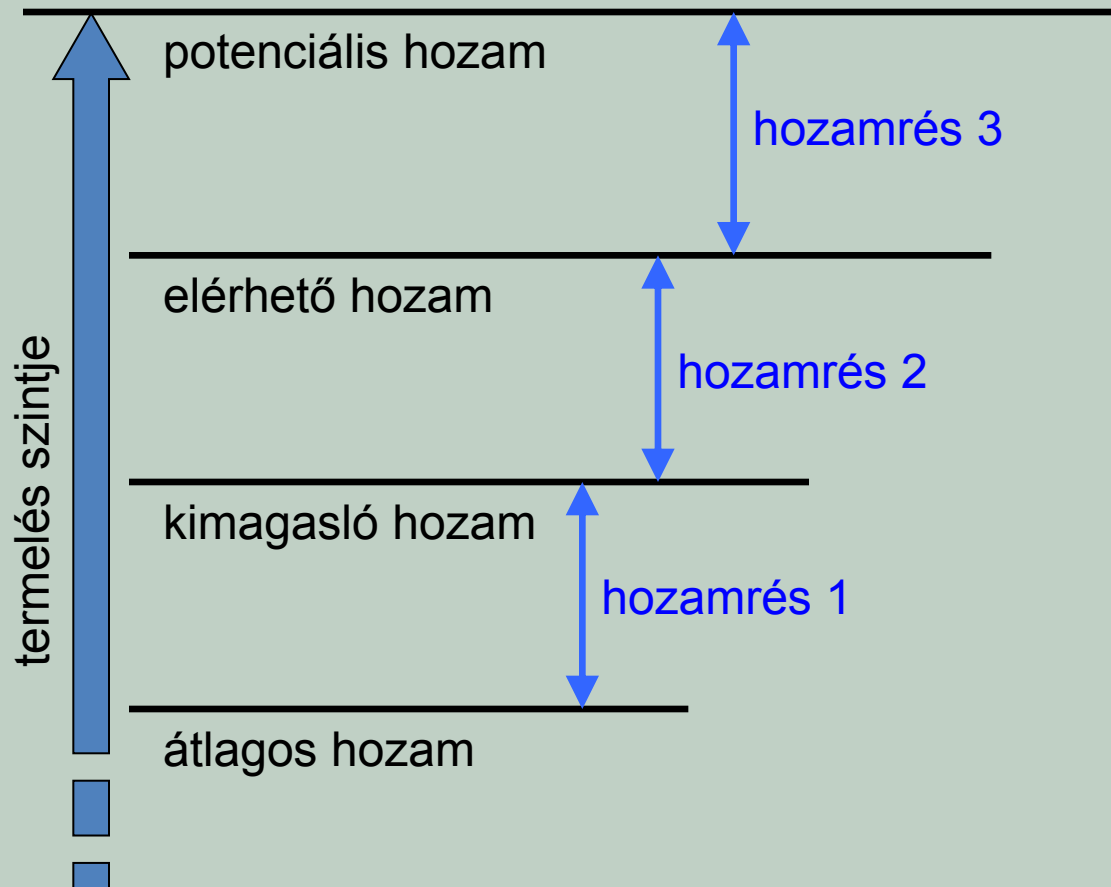 potenciális hozam
hozamrés 3
elérhető hozam
hozamrés 2
termelés szintje
kimagasló hozam
hozamrés 1
átlagos hozam